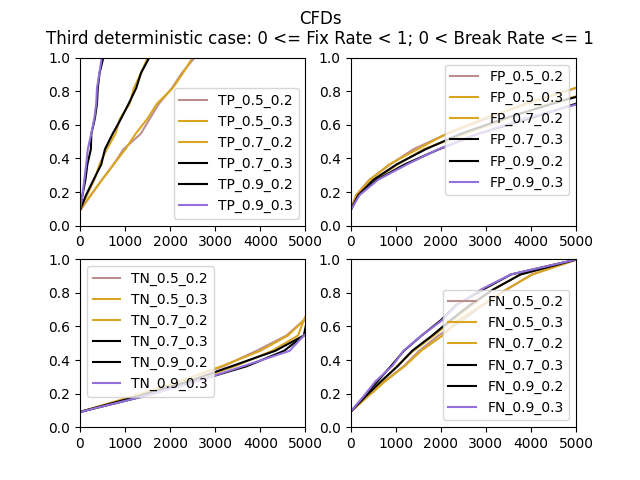 CFDs
Third deterministic case: 0 <= Fix Rate < 1; 0 < Break Rate <= 1
1.0
0.8
0.6
0.4
0.2
0.0
0 1000 2000 3000 4000 5000
TP_0.5_0.2
TP_0.5_0.3
TP_0.7_0.2
TP_0.7_0.3
TP_0.9_0.2
TP_0.9_0.3
1.0
0.8
0.6
0.4
0.2
0.0
0 1000 2000 3000 4000 5000
FP_0.5_0.2
FP_0.5_0.3
FP_0.7_0.2
FP_0.7_0.3
FP_0.9_0.2
FP_0.9_0.3
1.0
0.8
0.6
0.4
0.2
0.0
0 1000 2000 3000 4000 5000
TN_0.5_0.2
TN_0.5_0.3
TN_0.7_0.2
TN_0.7_0.3
TN_0.9_0.2
TN_0.9_0.3
1.0
0.8
0.6
0.4
0.2
0.0
0 1000 2000 3000 4000 5000
FN_0.5_0.2
FN_0.5_0.3
FN_0.7_0.2
FN_0.7_0.3
FN_0.9_0.2
FN_0.9_0.3